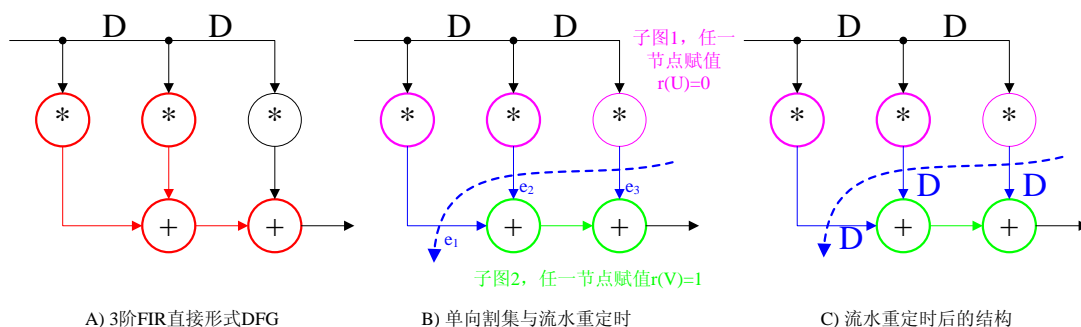 D D
* * *
+ +
A) 3阶FIR直接形式DFG
D D
子图1，任一
节点赋值
r(U)=0
* * *
e2 e3
+ +
e1
子图2，任一节点赋值r(V)=1
B) 单向割集与流水重定时
D D
* * *
D D
D + +
C) 流水重定时后的结构